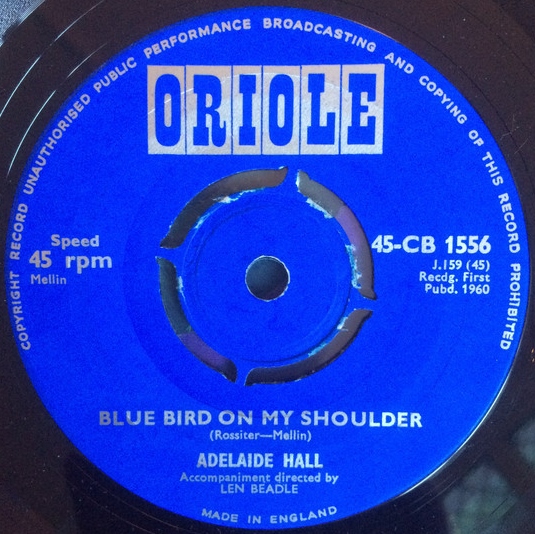 COPYRIGHT RECORD UNAUTHORISED PUBLIC PERFORMANCE BROADCASTING AND COPYING OF THIS RECORD PROHIBITED
ORIOLE
Speed
45 rpm
Mellin
45-CB 1556
J.159 (45)
Recdg. First
Pubd. 1960
BLUE BIRD ON MY SHOULDER
(Rossiter—Mellin)
ADELAIDE HALL
Accompaniment directed by
LEN BEADLE
MADE IN ENGLAND